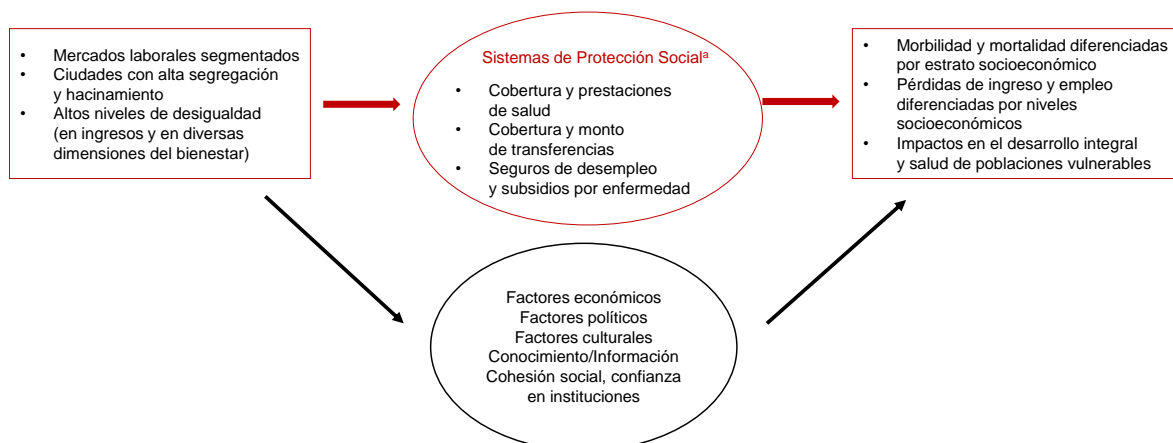 • Mercados laborales segmentados
• Ciudades con alta segregación
y hacinamiento
• Altos niveles de desigualdad
(en ingresos y en diversas
dimensiones del bienestar)
Sistemas de Protección Socialᵃ
• Cobertura y prestaciones
de salud
• Cobertura y monto
de transferencias
• Seguros de desempleo
y subsidios por enfermedad
• Morbilidad y mortalidad diferenciadas
por estrato socioeconómico
• Pérdidas de ingreso y empleo
diferenciadas por niveles
socioeconómicos
• Impactos en el desarrollo integral
y salud de poblaciones vulnerables
Factores económicos
Factores políticos
Factores culturales
Conocimiento/Información
Cohesión social, confianza
en instituciones